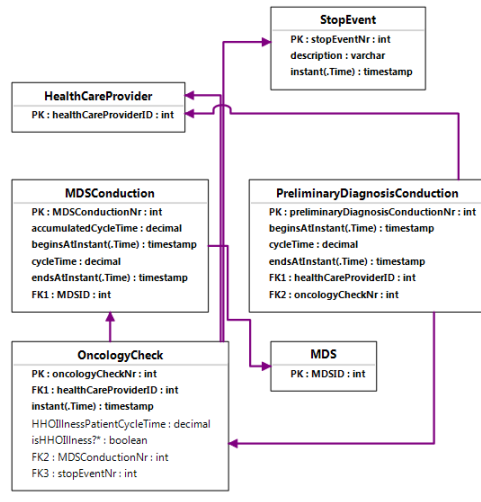 StopEvent
PK : stopEventNr : int
description : varchar
instant(.Time) : timestamp
HealthCareProvider
PK : healthCareProviderID : int
MDSConduction
PK : MDSConductionNr : int
accumulatedCycleTime : decimal
beginsAtInstant(.Time) : timestamp
cycleTime : decimal
endsAtInstant(.Time) : timestamp
FK1 : MDSID : int
PreliminaryDiagnosisConduction
PK : preliminaryDiagnosisConductionNr : int
beginsAtInstant(.Time) : timestamp
cycleTime : decimal
endsAtInstant(.Time) : timestamp
FK1 : healthCareProviderID : int
FK2 : oncologyCheckNr : int
OncologyCheck
PK : oncologyCheckNr : int
FK1 : healthCareProviderID : int
instant(.Time) : timestamp
HHOIllnessPatientCycleTime : decimal
isHHOIllness?* : boolean
FK2 : MDSConductionNr : int
FK3 : stopEventNr : int
MDS
PK : MDSID : int